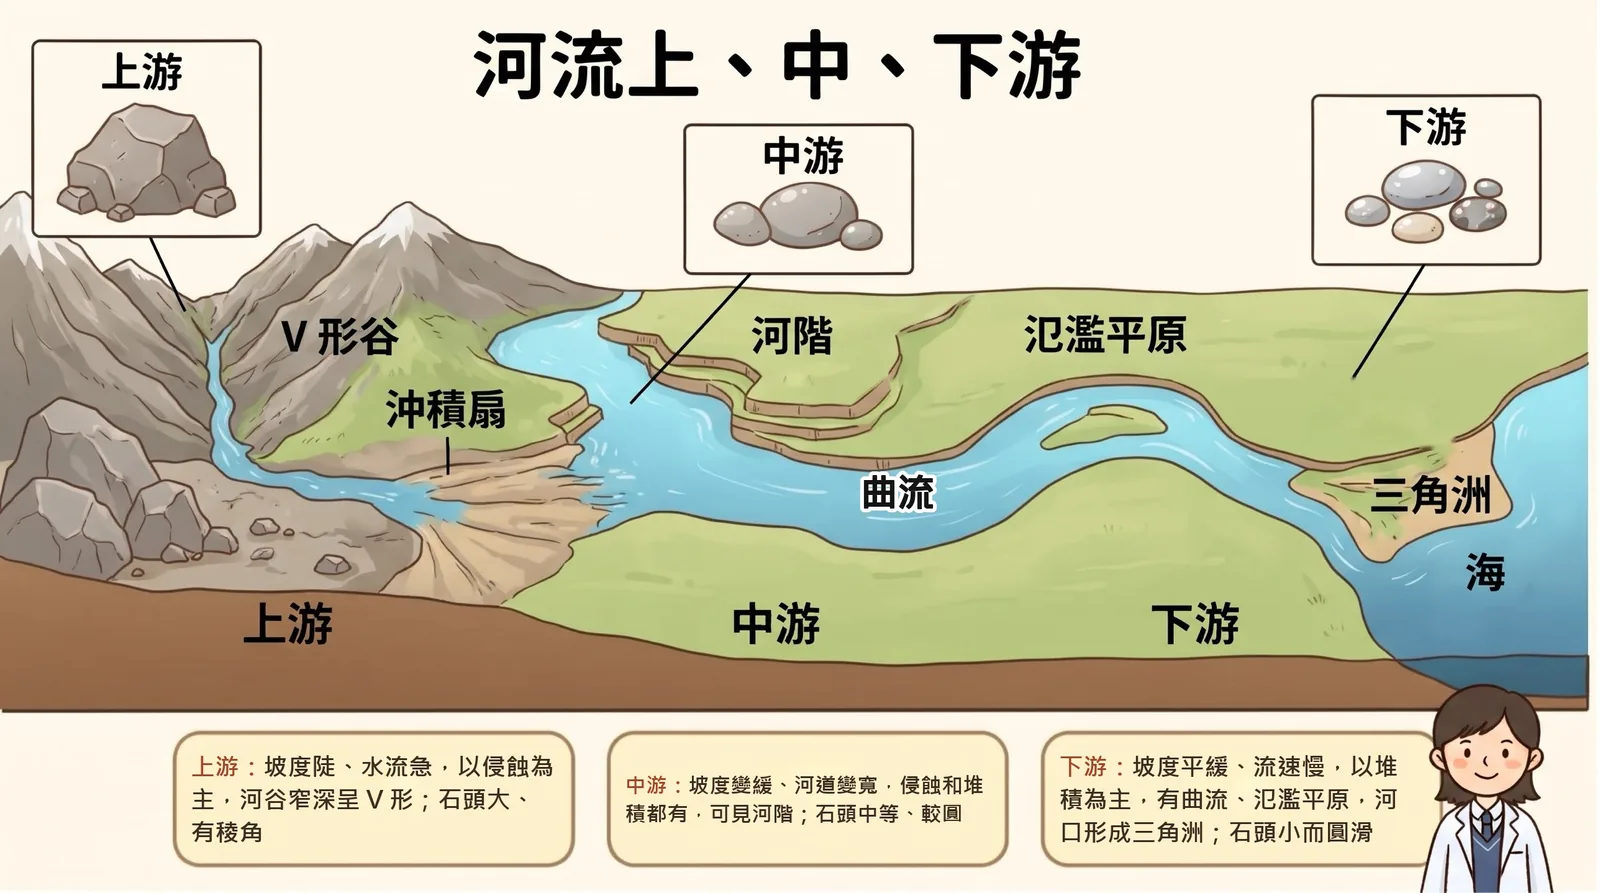 河流上、中、下游
上游
中游
下游
V 形谷
河階
氾濫平原
沖積扇
曲流
三角洲
海
上游
中游
下游
上游：坡度陡、水流急，以侵蝕為
主，河谷窄深呈 V 形；石頭大、
有稜角
中游：坡度變緩、河道變寬，侵蝕和堆
積都有，可見河階；石頭中等、較圓
下游：坡度平緩、流速慢，以堆
積為主，有曲流、氾濫平原，河
口形成三角洲；石頭小而圓滑